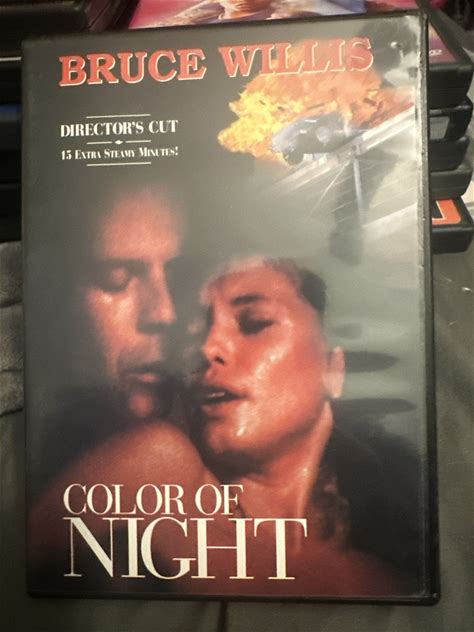 BRUCE WILLIS
DIRECTOR'S CUT
15 EXTRA STEAMY MINUTES!
COLOR OF
NIGHT